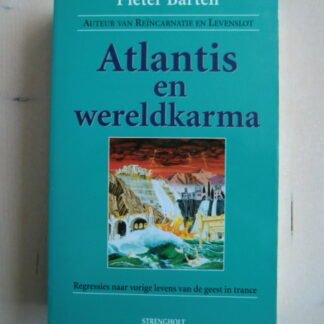 Pieter Barten
AUTEUR VAN REÏNCARNATIE EN LEVENSLOT
Atlantis
en
wereldkarma
Regressies naar vorige levens van de geest in trance
STRENGHOLT